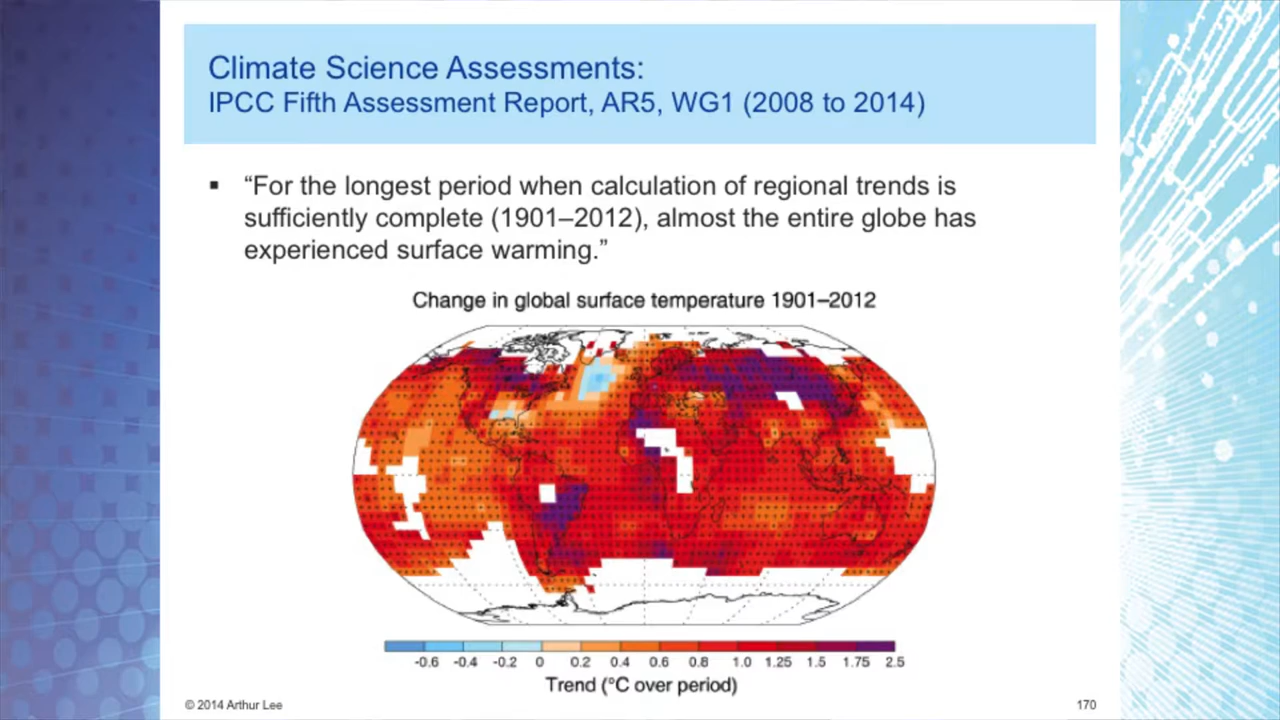 Climate Science Assessments:
IPCC Fifth Assessment Report, AR5, WG1 (2008 to 2014)
▪ “For the longest period when calculation of regional trends is
sufficiently complete (1901–2012), almost the entire globe has
experienced surface warming.”
Change in global surface temperature 1901–2012
-0.6 -0.4 -0.2 0 0.2 0.4 0.6 0.8 1.0 1.25 1.5 1.75 2.5
Trend (°C over period)
© 2014 Arthur Lee
170